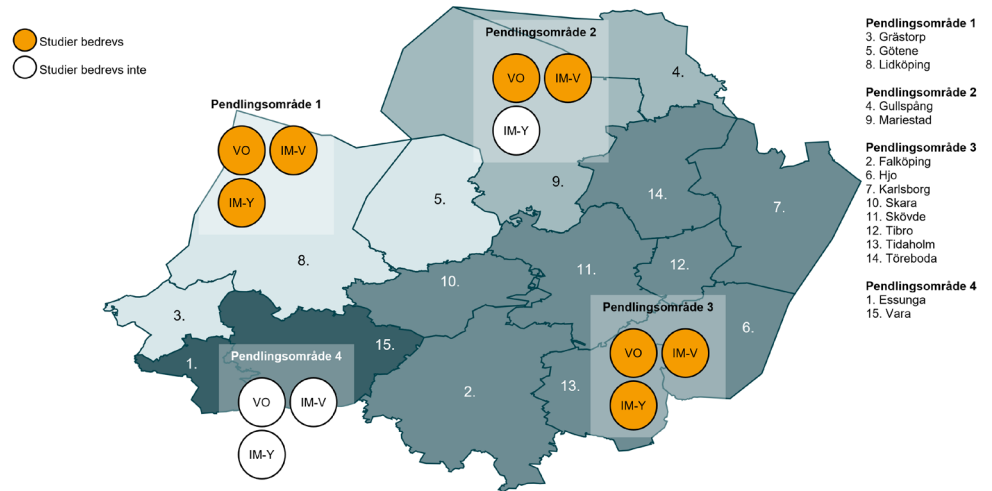 Studier bedrevs
Studier bedrevs inte
Pendlingsområde 1
VO
IM-V
IM-Y
Pendlingsområde 2
VO
IM-V
IM-Y
Pendlingsområde 3
VO
IM-V
IM-Y
Pendlingsområde 4
VO
IM-V
IM-Y
4.
9.
14.
7.
5.
8.
10.
11.
12.
3.
6.
15.
1.
2.
13.
Pendlingsområde 1
3. Grästorp
5. Götene
8. Lidköping
Pendlingsområde 2
4. Gullspång
9. Mariestad
Pendlingsområde 3
2. Falköping
6. Hjo
7. Karlsborg
10. Skara
11. Skövde
12. Tibro
13. Tidaholm
14. Töreboda
Pendlingsområde 4
1. Essunga
15. Vara